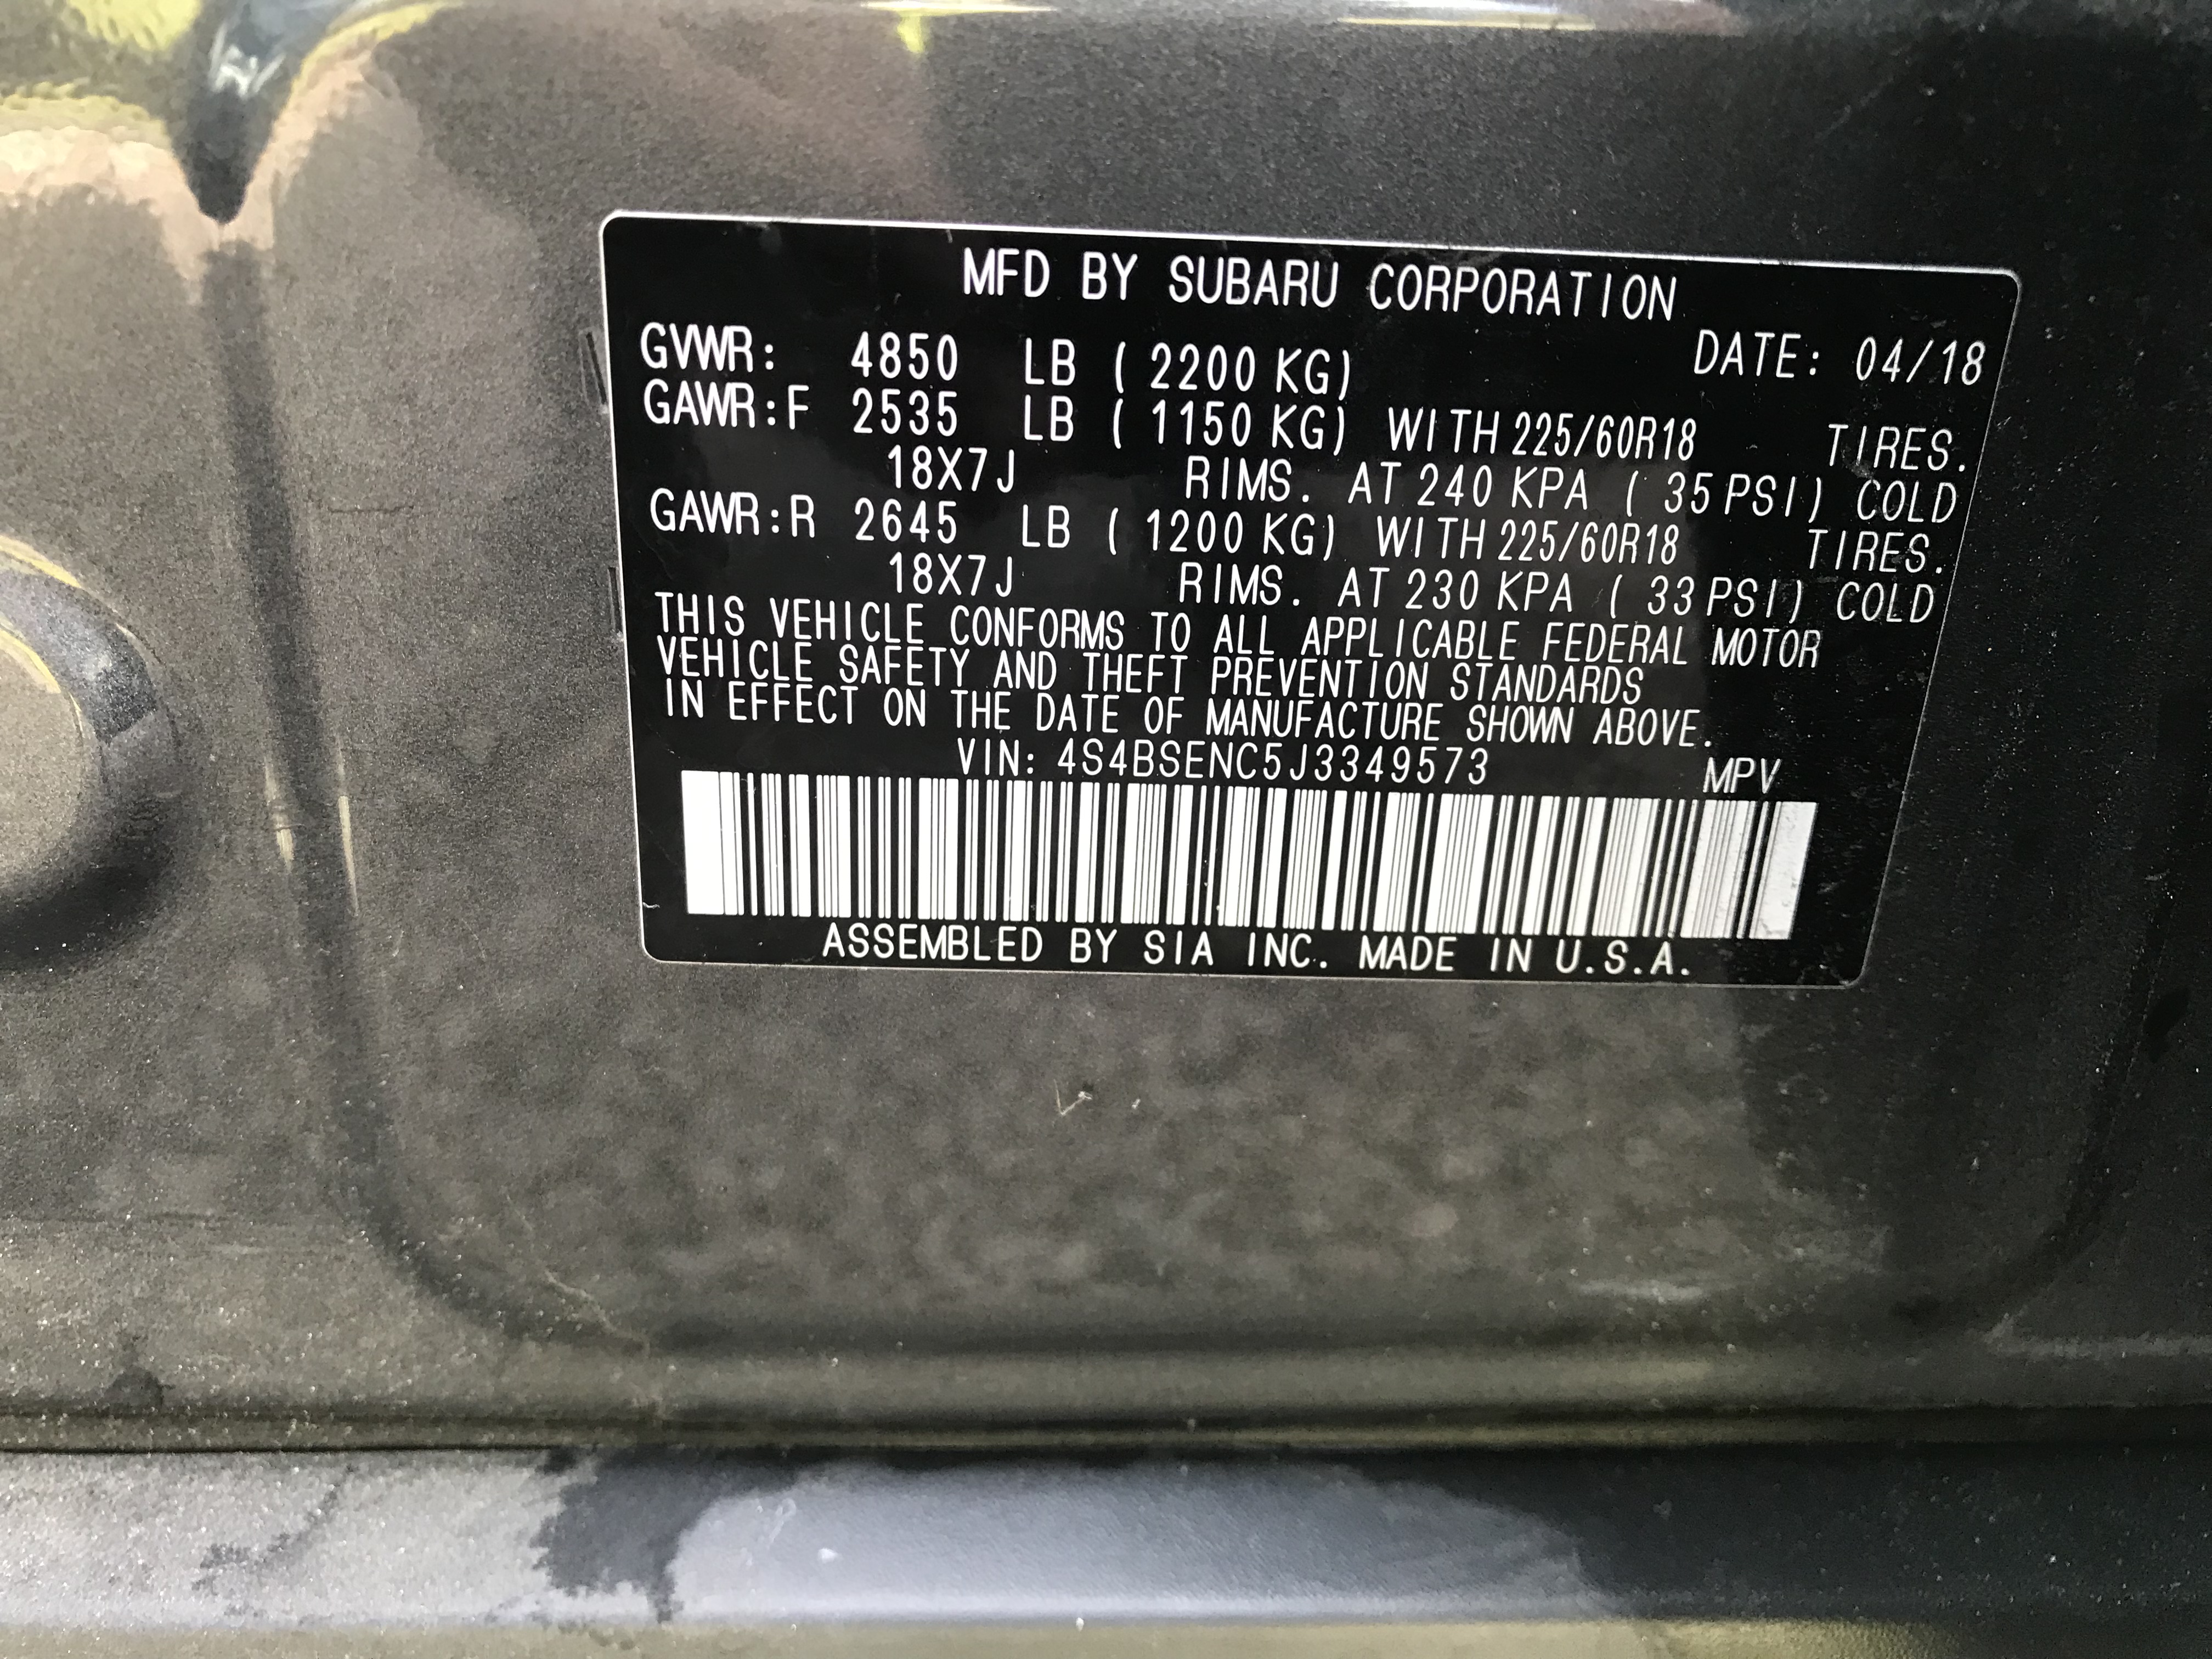 MFD BY SUBARU CORPORATION
DATE: 04/18
GVWR: 4850 LB ( 2200 KG)
GAWR:F 2535 LB ( 1150 KG) WITH 225/60R18 TIRES.
18X7J RIMS. AT 240 KPA ( 35 PSI) COLD
GAWR:R 2645 LB ( 1200 KG) WITH 225/60R18 TIRES.
18X7J RIMS. AT 230 KPA ( 33 PSI) COLD
THIS VEHICLE CONFORMS TO ALL APPLICABLE FEDERAL MOTOR
VEHICLE SAFETY AND THEFT PREVENTION STANDARDS
IN EFFECT ON THE DATE OF MANUFACTURE SHOWN ABOVE.
VIN: 4S4BSENC5J3349573 MPV
ASSEMBLED BY SIA INC. MADE IN U.S.A.